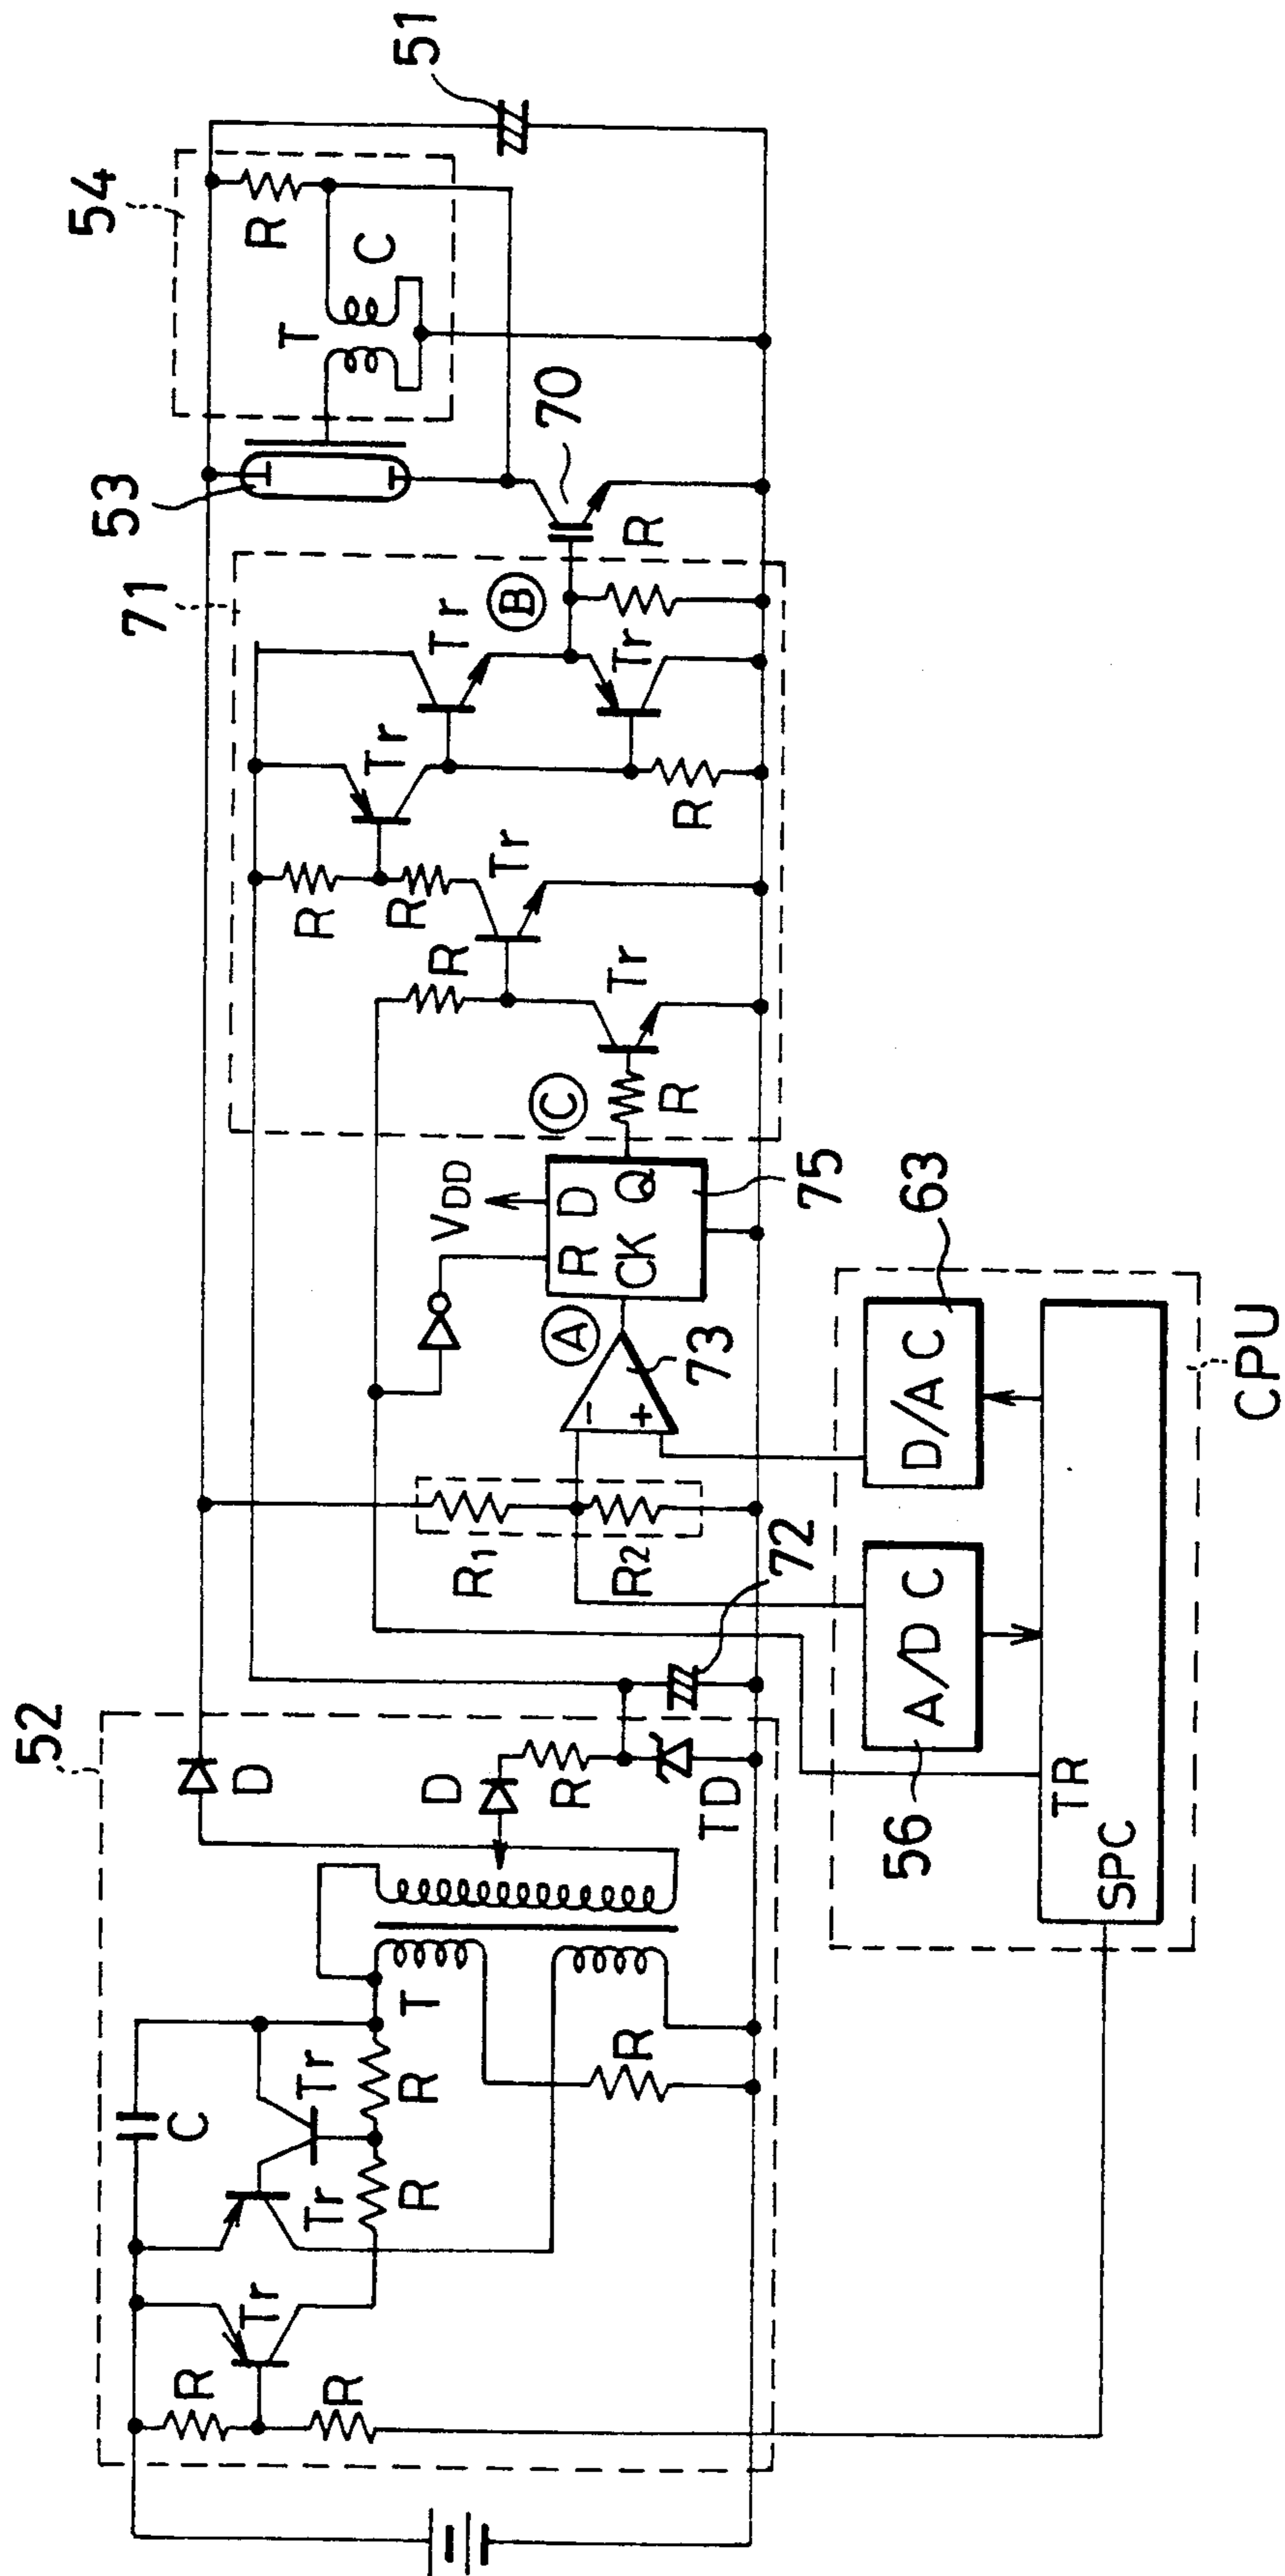 52
C
Tr
Tr
Tr
R
R
R
R
T
R
D
D
R
TD
72
R1
R2
VDD
R D
CK Q
75
A
73
C
R
Tr
R
Tr
R
R
Tr
R
Tr
Tr
B
71
R
70
53
54
T
R
C
51
56
A/D C
D/A C
63
TR
SPC
CPU